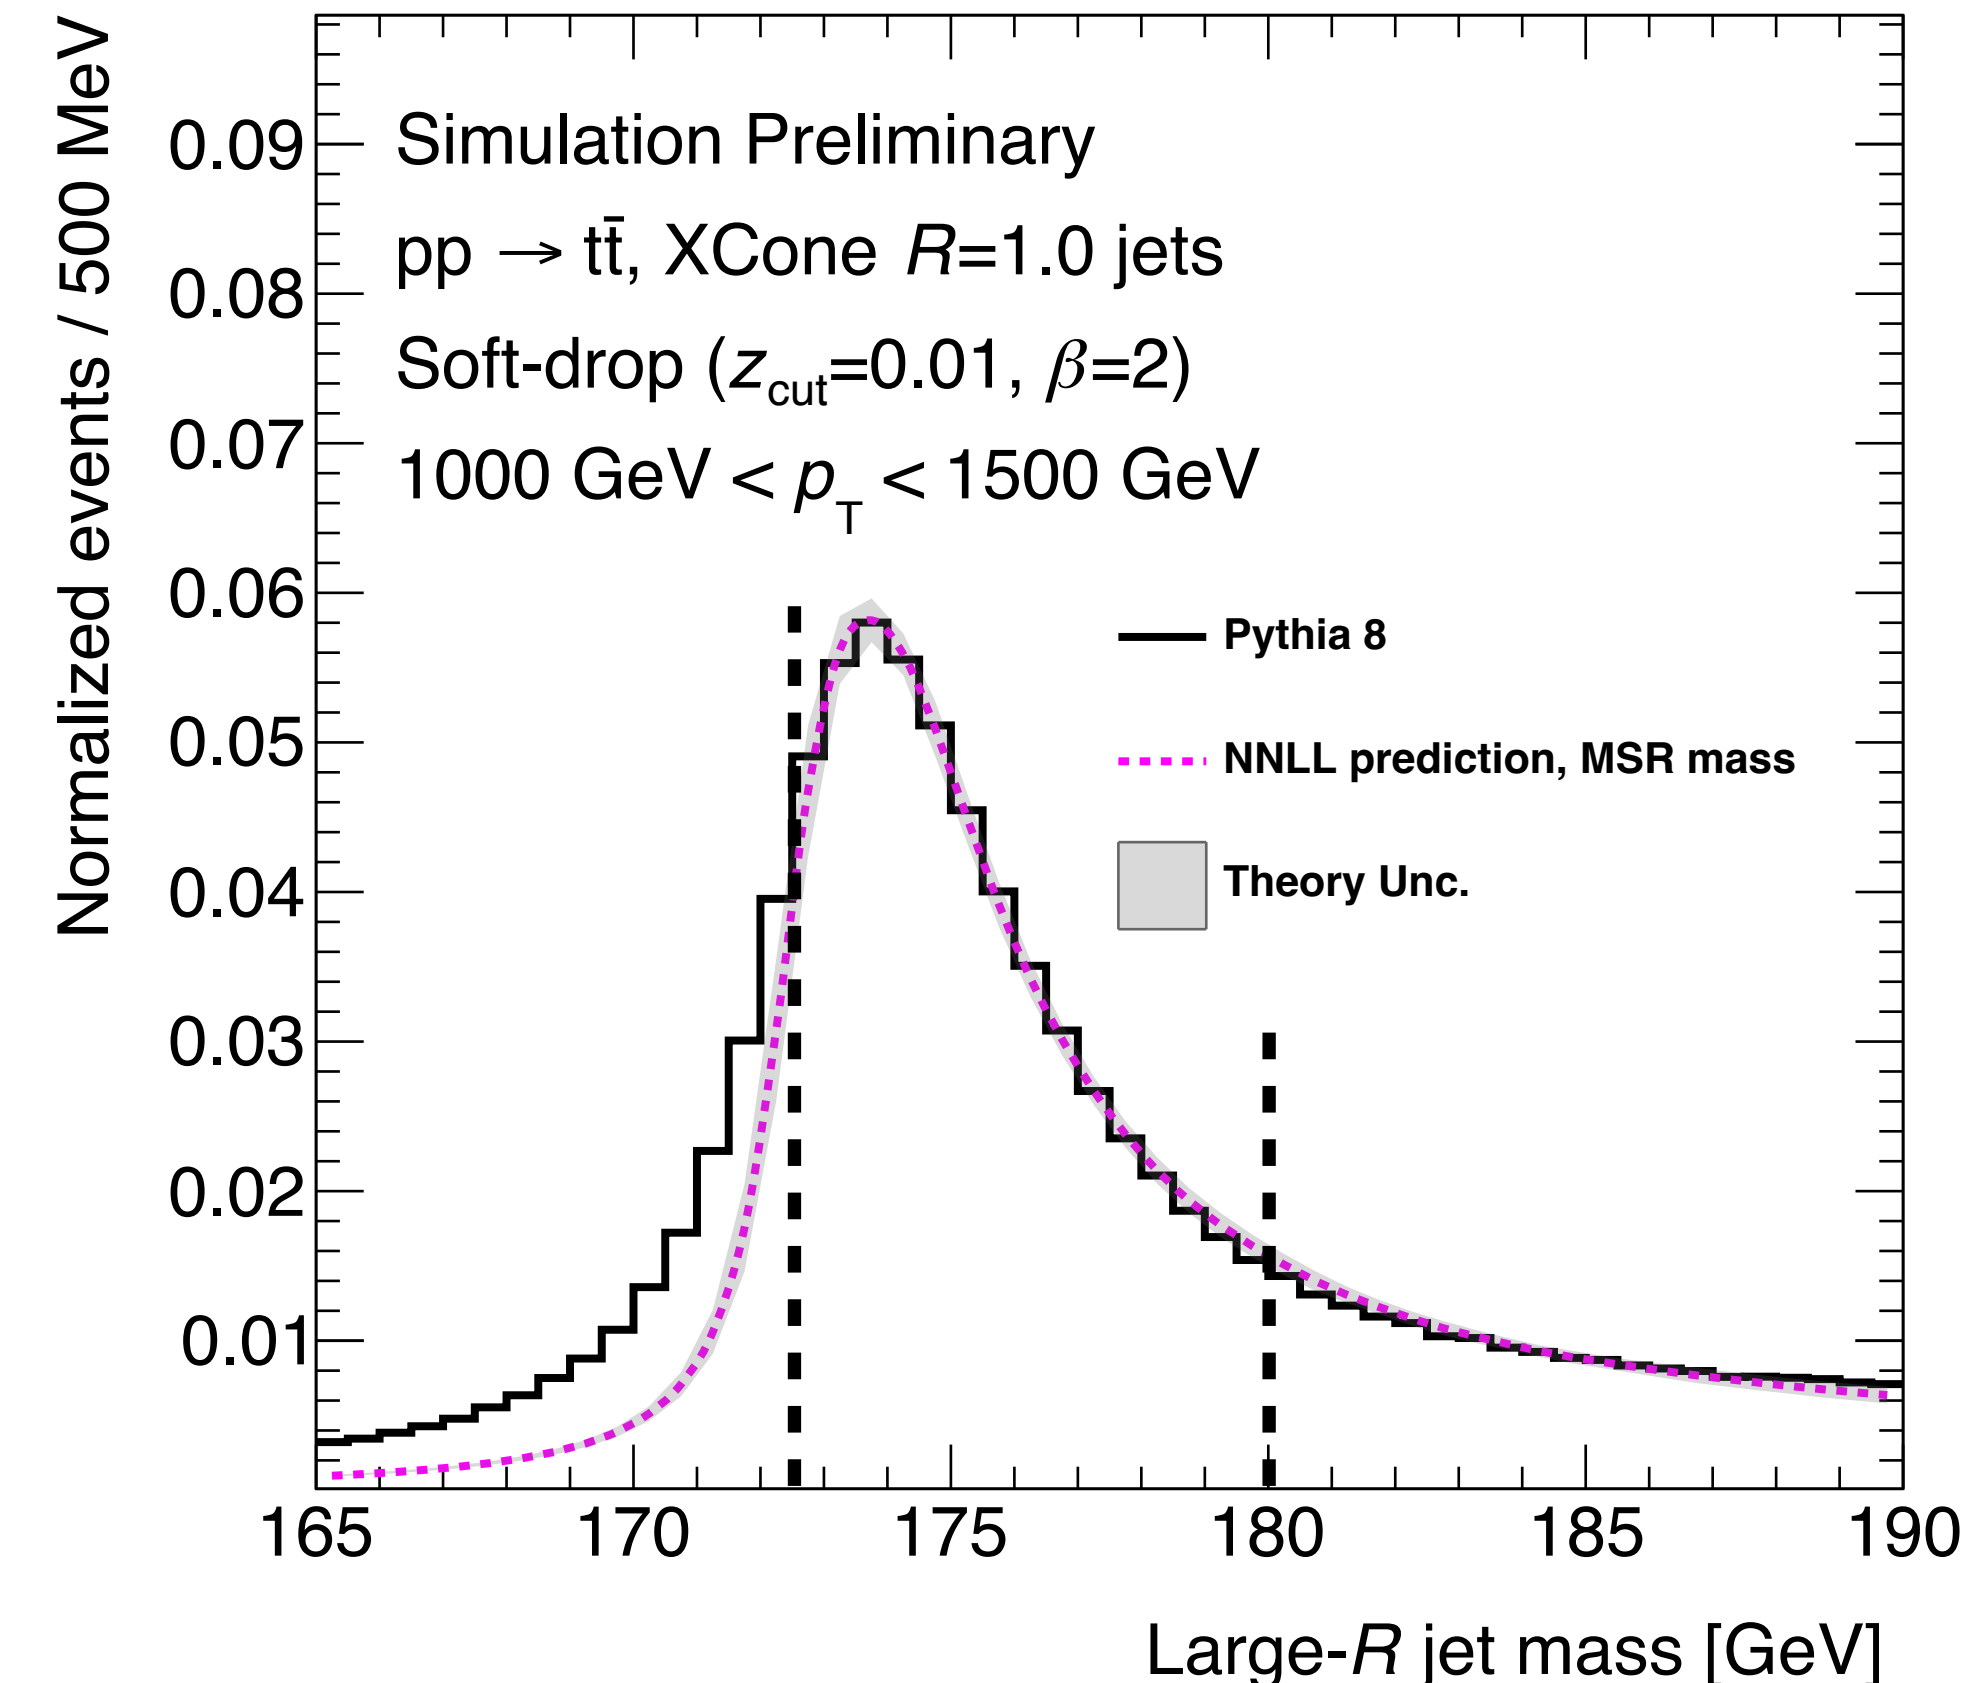 Normalized events / 500 MeV
0.09
0.08
0.07
0.06
0.05
0.04
0.03
0.02
0.01
Simulation Preliminary
pp → tt̄, XCone R=1.0 jets
Soft-drop (z_cut=0.01, β=2)
1000 GeV < p_T < 1500 GeV
Pythia 8
NNLL prediction, MSR mass
Theory Unc.
165 170 175 180 185 190
Large-R jet mass [GeV]